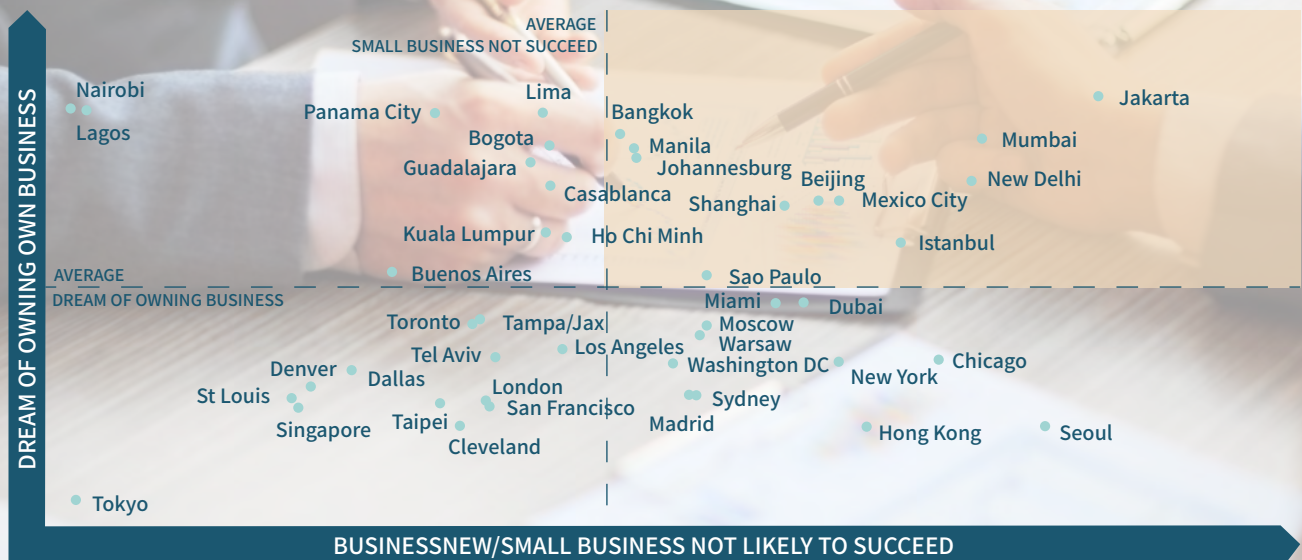 AVERAGE
SMALL BUSINESS NOT SUCCEED
Nairobi
Lima
Jakarta
Panama City
Bangkok
Lagos
Bogota
Manila
Mumbai
Guadalajara
Johannesburg
Beijing
New Delhi
Casablanca
Shanghai
Mexico City
Kuala Lumpur
Ho Chi Minh
Istanbul
AVERAGE
Buenos Aires
Sao Paulo
DREAM OF OWNING BUSINESS
Miami
Dubai
Toronto
Tampa/Jax
Moscow
Warsaw
Tel Aviv
Los Angeles
Washington DC
Chicago
Denver
Dallas
New York
St Louis
London
San Francisco
Sydney
Singapore
Taipei
Madrid
Cleveland
Hong Kong
Seoul
Tokyo
DREAM OF OWNING OWN BUSINESS
BUSINESSNEW/SMALL BUSINESS NOT LIKELY TO SUCCEED